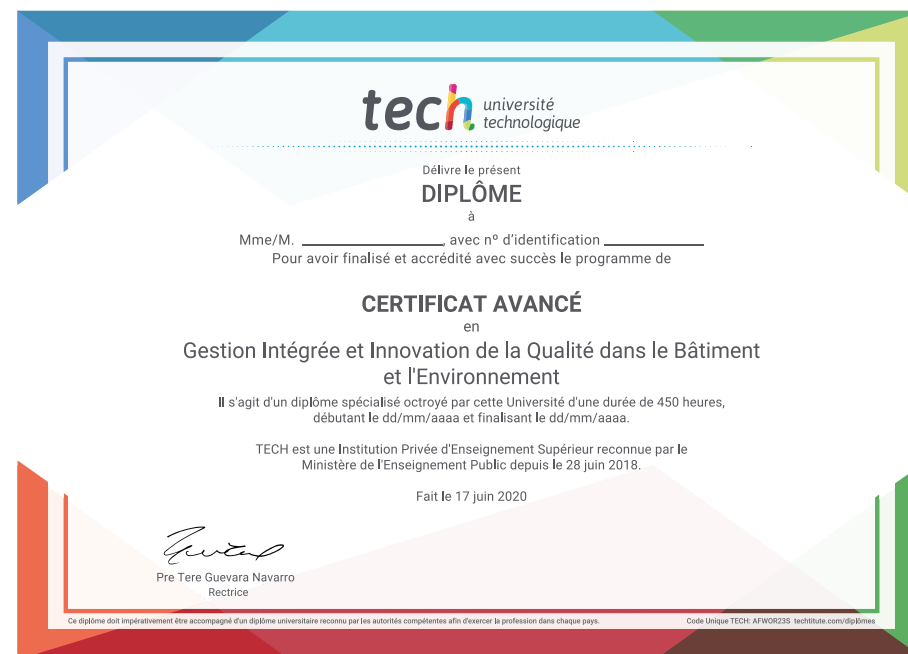 tech université
technologique
Délivre le présent
DIPLÔME
à
Mme/M. ____________________, avec nº d'identification ______________
Pour avoir finalisé et accrédité avec succès le programme de
CERTIFICAT AVANCÉ
en
Gestion Intégrée et Innovation de la Qualité dans le Bâtiment
et l'Environnement
Il s'agit d'un diplôme spécialisé octroyé par cette Université d'une durée de 450 heures,
débutant le dd/mm/aaaa et finalisant le dd/mm/aaaa.
TECH est une Institution Privée d'Enseignement Supérieur reconnue par le
Ministère de l'Enseignement Public depuis le 28 juin 2018.
Fait le 17 juin 2020
Pre Tere Guevara Navarro
Rectrice
Ce diplôme doit impérativement être accompagné d'un diplôme universitaire reconnu par les autorités compétentes afin d'exercer la profession dans chaque pays.
Code Unique TECH: AFWOR23S techtitute.com/diplômes